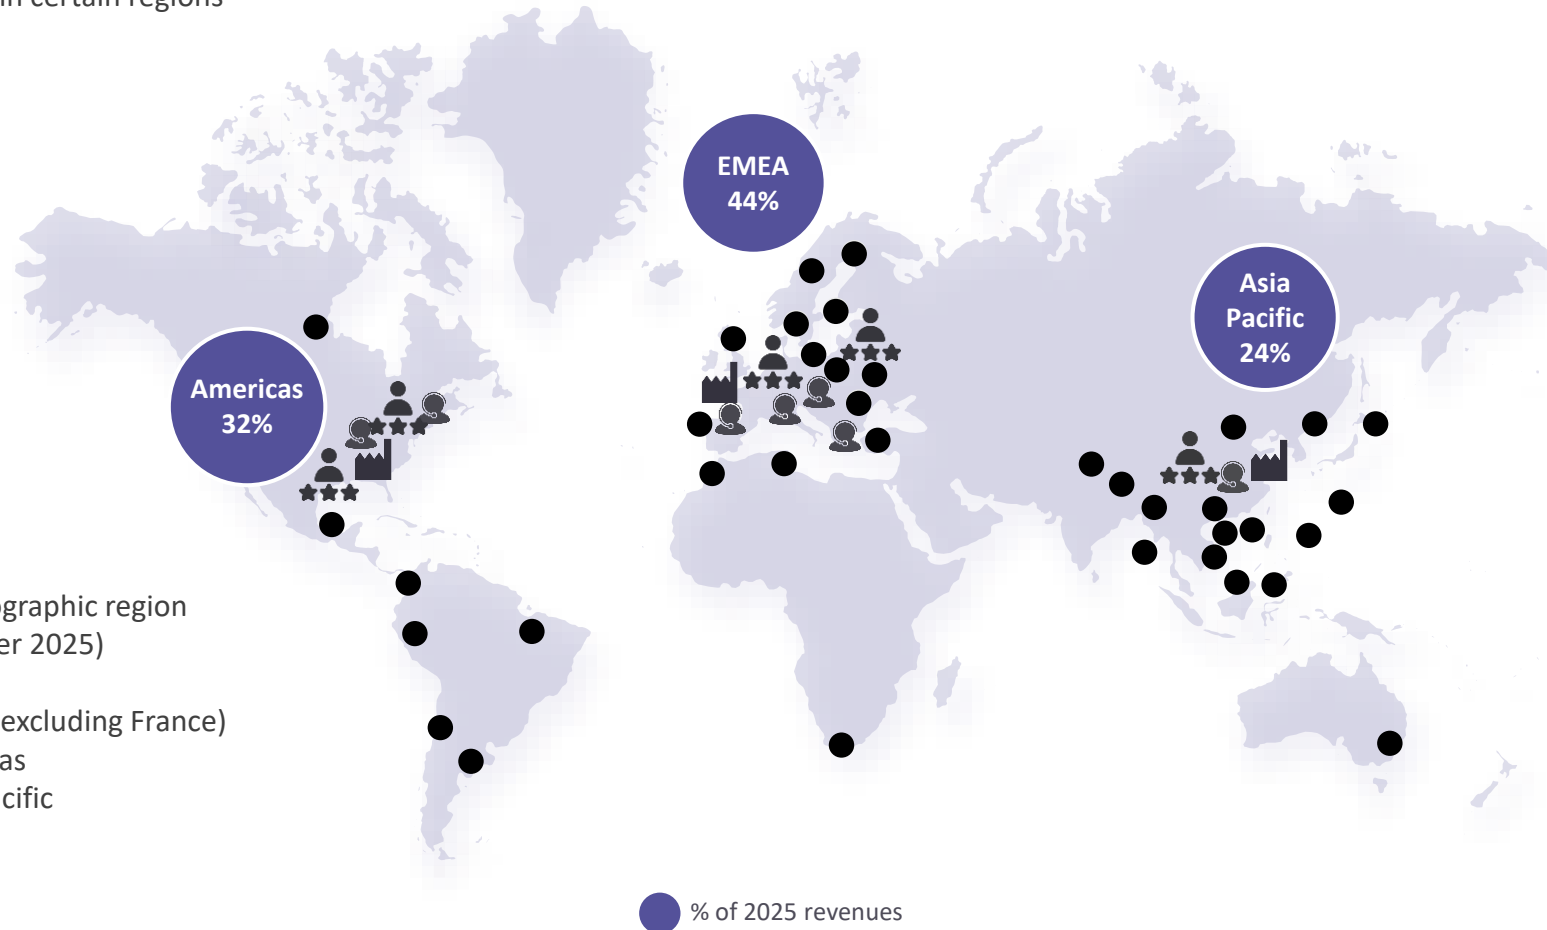 in certain regions
EMEA
44%
Asia
Pacific
24%
Americas
32%
graphic region
er 2025)
excluding France)
as
cific
% of 2025 revenues